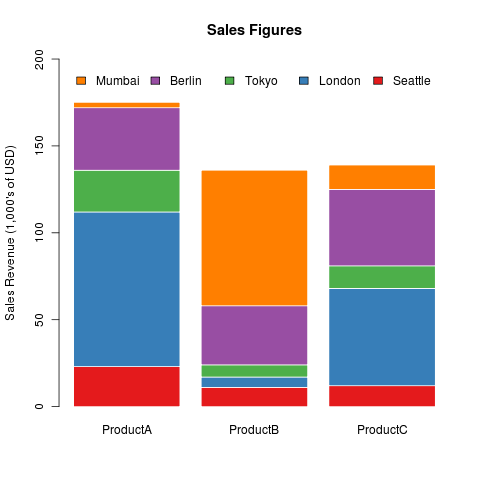 Sales Figures
Mumbai Berlin Tokyo London Seattle
Sales Revenue (1,000's of USD)
200
150
100
50
0
ProductA ProductB ProductC